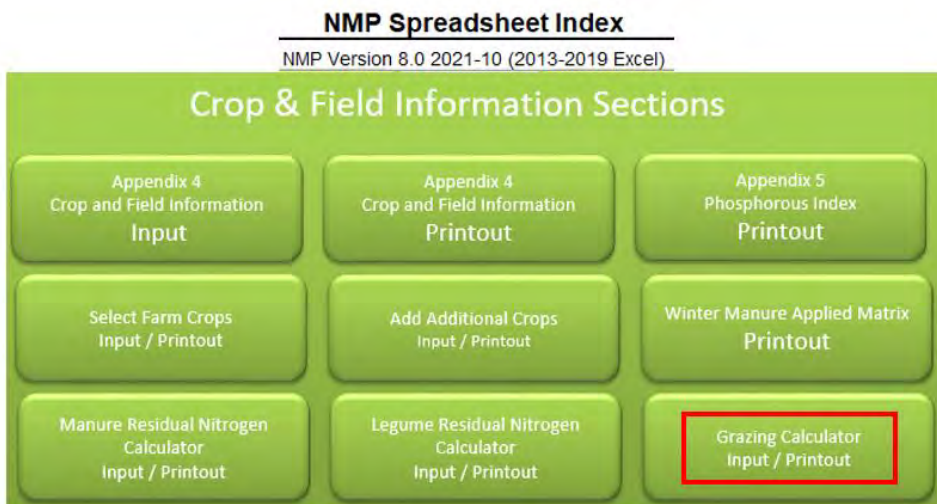 NMP Spreadsheet Index
NMP Version 8.0 2021-10 (2013-2019 Excel)
Crop & Field Information Sections
Appendix 4
Crop and Field Information
Input
Appendix 4
Crop and Field Information
Printout
Appendix 5
Phosphorous Index
Printout
Select Farm Crops
Input / Printout
Add Additional Crops
Input / Printout
Winter Manure Applied Matrix
Printout
Manure Residual Nitrogen
Calculator
Input / Printout
Legume Residual Nitrogen
Calculator
Input / Printout
Grazing Calculator
Input / Printout